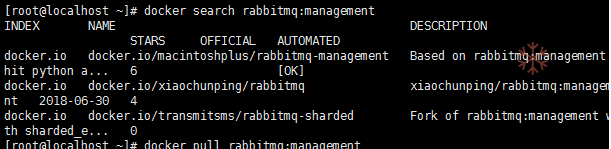 [root@localhost ~]# docker search rabbitmq:management
INDEX NAME DESCRIPTION
STARS OFFICIAL AUTOMATED
docker.io docker.io/macintoshplus/rabbitmq-management Based on rabbitmq:management
hit python a... 6 [OK]
docker.io docker.io/xiaochunping/rabbitmq xiaochunping/rabbitmq:managem
nt 2018-06-30 4
docker.io docker.io/transmitsms/rabbitmq-sharded Fork of rabbitmq:management w
th sharded_e... 0
[root@localhost ~]# docker pull rabbitmq:management